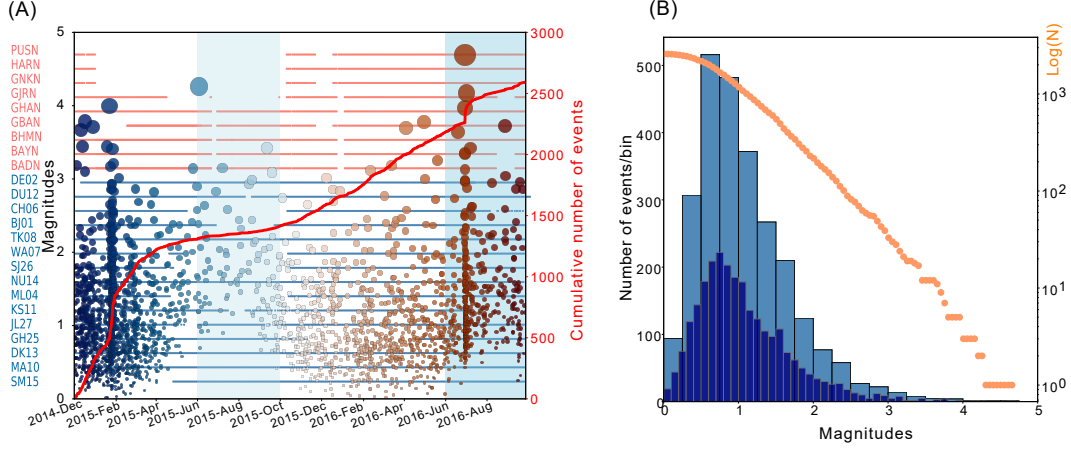 (A)
5
4
3
2
1
0
Magnitudes
PUSN
HARN
GNKN
GJRN
GHAN
GBAN
BHMN
BAYN
BADN
DE02
DU12
CH06
BJ01
TK08
WA07
SJ26
NU14
ML04
KS11
JL27
GH25
DK13
MA10
SM15
3000
2500
2000
1500
1000
500
0
Cumulative number of events
2014-Dec
2015-Feb
2015-Apr
2015-Jun
2015-Aug
2015-Oct
2015-Dec
2016-Feb
2016-Apr
2016-Jun
2016-Aug
(B)
500
400
300
200
100
0
Number of events/bin
Log(N)
10³
10²
10¹
10⁰
0 1 2 3 4 5
Magnitudes